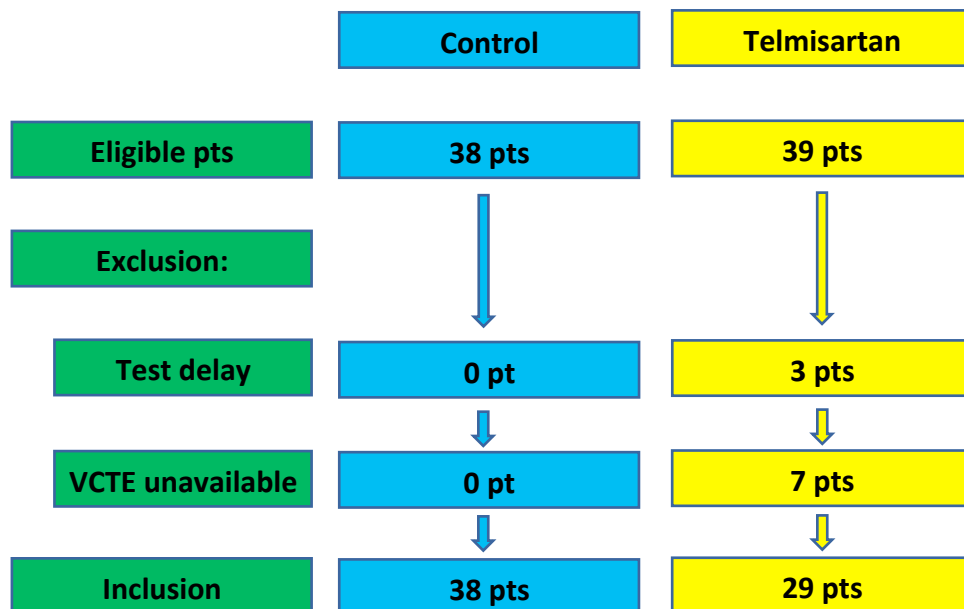 Control
Telmisartan
Eligible pts
38 pts
39 pts
Exclusion:
Test delay
0 pt
3 pts
VCTE unavailable
0 pt
7 pts
Inclusion
38 pts
29 pts